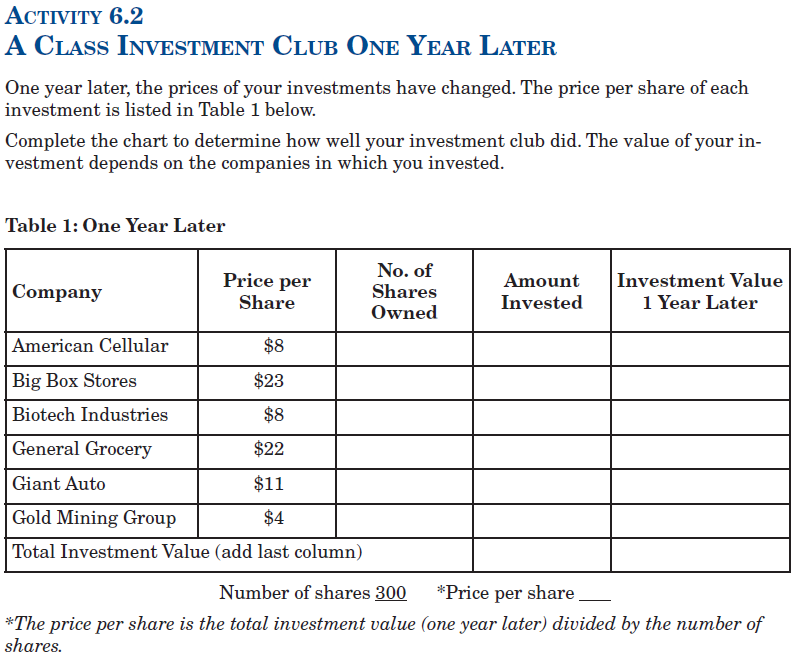 ACTIVITY 6.2
A CLASS INVESTMENT CLUB ONE YEAR LATER
One year later, the prices of your investments have changed. The price per share of each
investment is listed in Table 1 below.
Complete the chart to determine how well your investment club did. The value of your in-
vestment depends on the companies in which you invested.
Table 1: One Year Later
Company
Price per
Share
No. of
Shares
Owned
Amount
Invested
Investment Value
1 Year Later
American Cellular $8
Big Box Stores $23
Biotech Industries $8
General Grocery $22
Giant Auto $11
Gold Mining Group $4
Total Investment Value (add last column)
Number of shares 300 *Price per share ___
*The price per share is the total investment value (one year later) divided by the number of
shares.